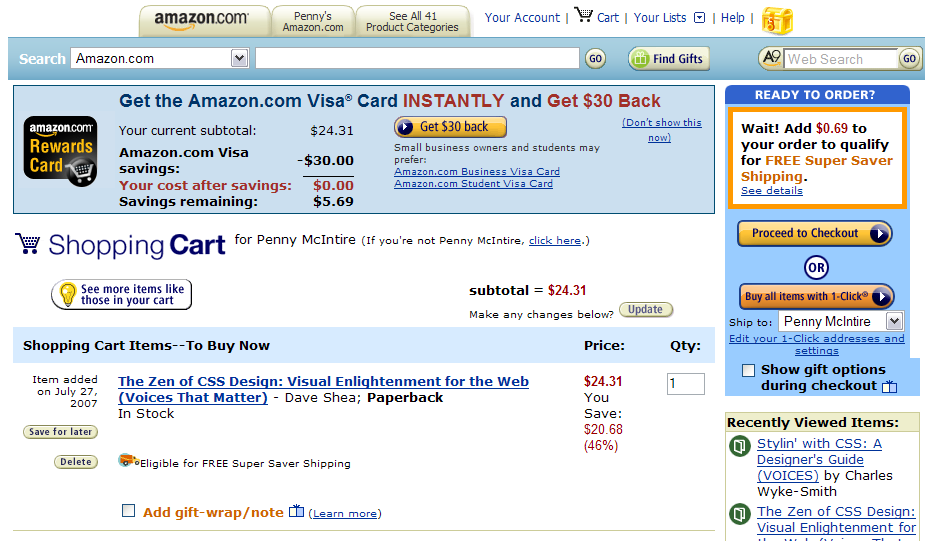 amazon.com
Penny's
Amazon.com
See All 41
Product Categories
Your Account | Cart | Your Lists | Help |
Search Amazon.com GO Find Gifts A9 Web Search GO
Get the Amazon.com Visa® Card INSTANTLY and Get $30 Back
amazon.com
Rewards
Card
Your current subtotal: $24.31
Amazon.com Visa
savings: -$30.00
Your cost after savings: $0.00
Savings remaining: $5.69
Get $30 back
Small business owners and students may
prefer:
Amazon.com Business Visa Card
Amazon.com Student Visa Card
(Don't show this
now)
READY TO ORDER?
Wait! Add $0.69 to
your order to qualify
for FREE Super Saver
Shipping.
See details
Proceed to Checkout
OR
Buy all items with 1-Click®
Ship to: Penny McIntire
Edit your 1-Click addresses and
settings
Show gift options
during checkout
Shopping Cart for Penny McIntire (If you're not Penny McIntire, click here.)
See more items like
those in your cart
subtotal = $24.31
Make any changes below? Update
Shopping Cart Items--To Buy Now Price: Qty:
Item added
on July 27,
2007
Save for later
Delete
The Zen of CSS Design: Visual Enlightenment for the Web
(Voices That Matter) - Dave Shea; Paperback
In Stock
Eligible for FREE Super Saver Shipping
Add gift-wrap/note (Learn more)
$24.31
You
Save:
$20.68
(46%)
1
Recently Viewed Items:
Stylin' with CSS: A
Designer's Guide
(VOICES) by Charles
Wyke-Smith
The Zen of CSS Design:
Visual Enlightenment for
the Web (Voices That